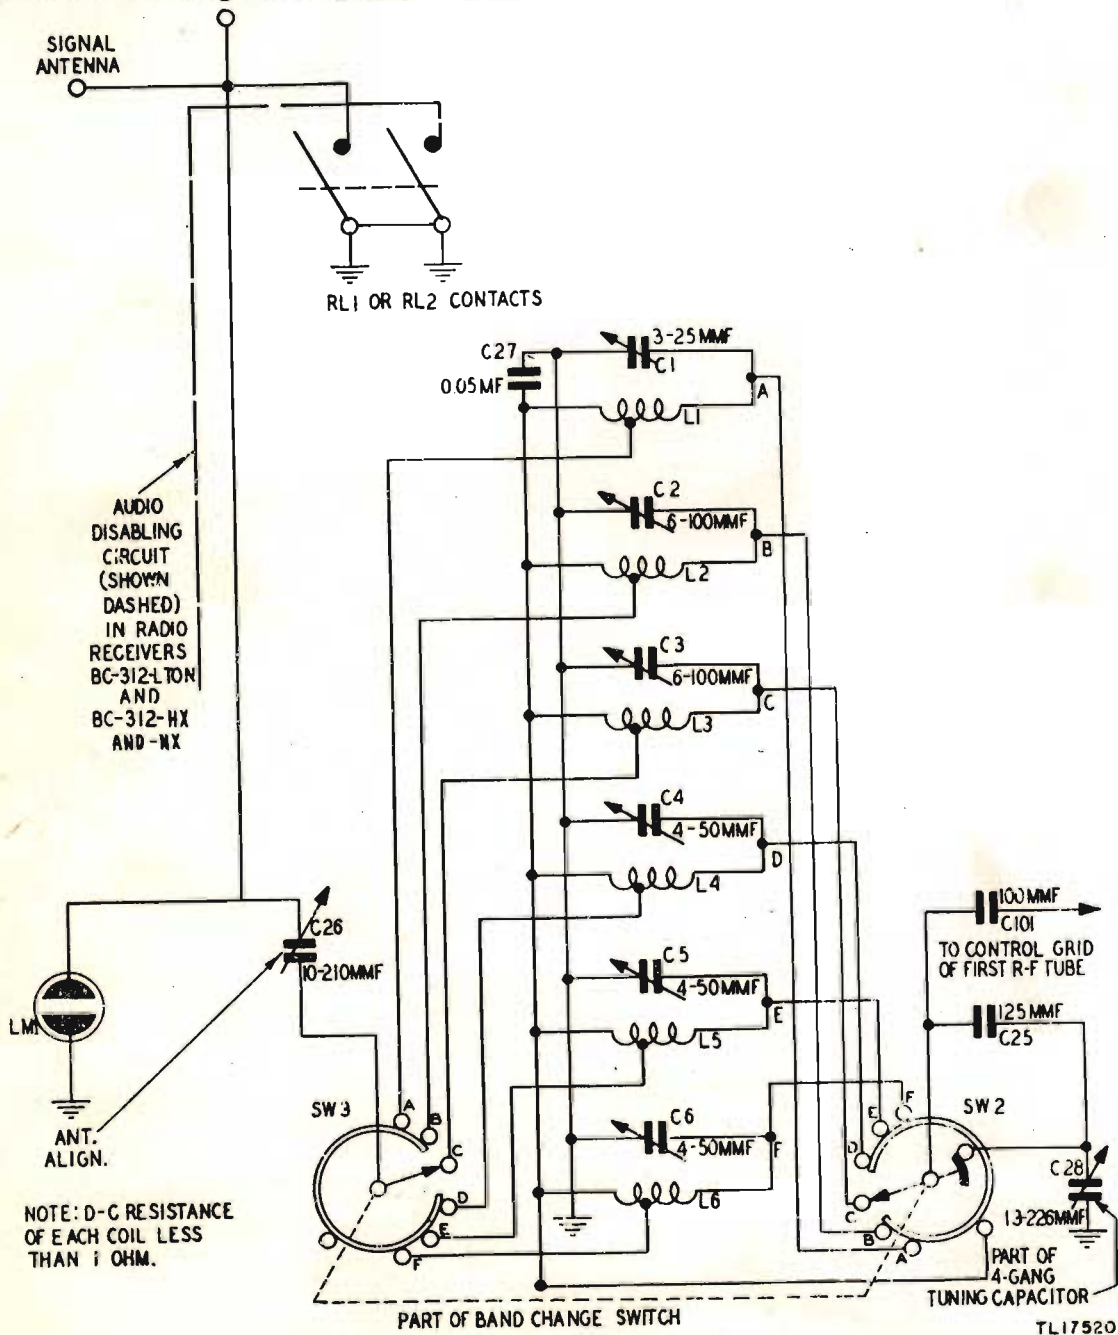 SIGNAL
ANTENNA
RL1 OR RL2 CONTACTS
C27
0.05MF
3-25 MMF
C1
A
L1
C2
6-100MMF
B
L2
C3
6-100MMF
C
L3
C4
4-50MMF
D
L4
C5
4-50MMF
E
L5
C6
4-50MMF
F
L6
AUDIO
DISABLING
CIRCUIT
(SHOWN
DASHED)
IN RADIO
RECEIVERS
BC-312-LTON
AND
BC-312-HX
AND -NX
C26
10-210MMF
LM1
ANT.
ALIGN.
SW3
A
B
C
D
E
F
100MMF
C101
TO CONTROL GRID
OF FIRST R-F TUBE
125MMF
C25
SW2
F
E
D
C
B
A
C28
13-226MMF
PART OF
4-GANG
TUNING CAPACITOR
NOTE: D-C RESISTANCE
OF EACH COIL LESS
THAN 1 OHM.
PART OF BAND CHANGE SWITCH
TL17520